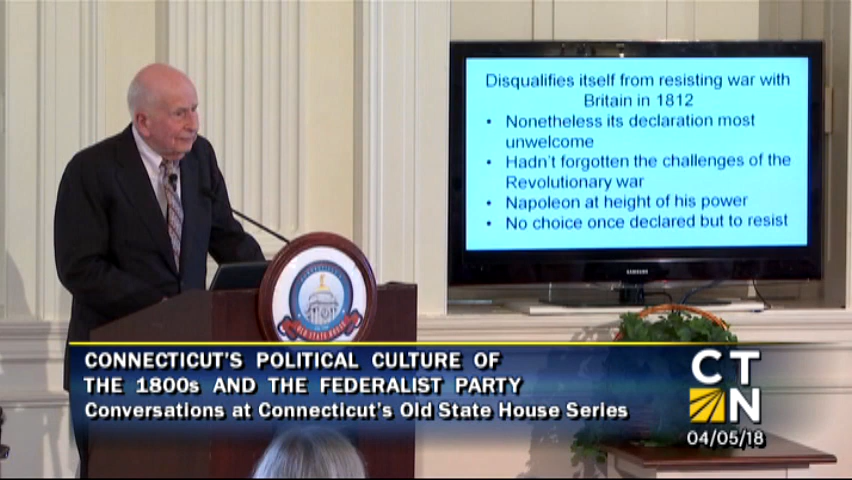 Disqualifies itself from resisting war with
Britain in 1812
• Nonetheless its declaration most
unwelcome
• Hadn't forgotten the challenges of the
Revolutionary war
• Napoleon at height of his power
• No choice once declared but to resist
SAMSUNG
OLD STATE HOUSE
CONNECTICUT'S POLITICAL CULTURE OF
THE 1800s AND THE FEDERALIST PARTY
Conversations at Connecticut's Old State House Series
CT
N
04/05/18